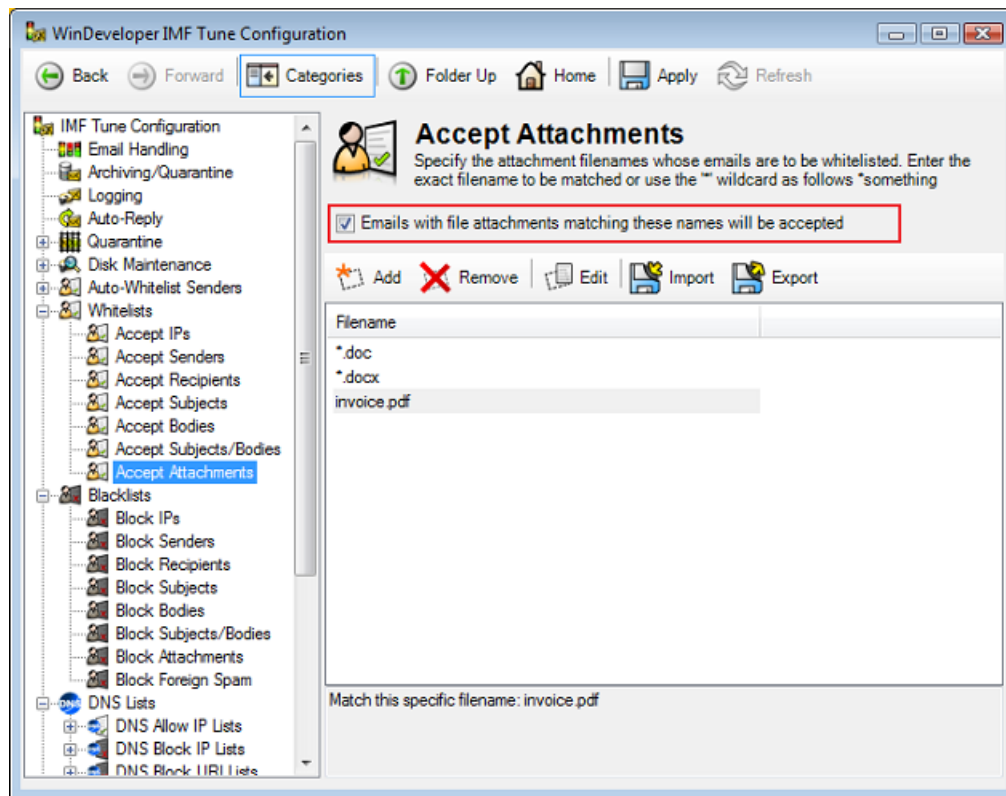 WinDeveloper IMF Tune Configuration
Back Forward Categories Folder Up Home Apply Refresh
IMF Tune Configuration
Email Handling
Archiving/Quarantine
Logging
Auto-Reply
Quarantine
Disk Maintenance
Auto-Whitelist Senders
Whitelists
Accept IPs
Accept Senders
Accept Recipients
Accept Subjects
Accept Bodies
Accept Subjects/Bodies
Accept Attachments
Blacklists
Block IPs
Block Senders
Block Recipients
Block Subjects
Block Bodies
Block Subjects/Bodies
Block Attachments
Block Foreign Spam
DNS Lists
DNS Allow IP Lists
DNS Block IP Lists
DNS Block URI Lists
Accept Attachments
Specify the attachment filenames whose emails are to be whitelisted. Enter the
exact filename to be matched or use the "*" wildcard as follows *something
Emails with file attachments matching these names will be accepted
Add Remove Edit Import Export
Filename
*.doc
*.docx
invoice.pdf
Match this specific filename: invoice.pdf